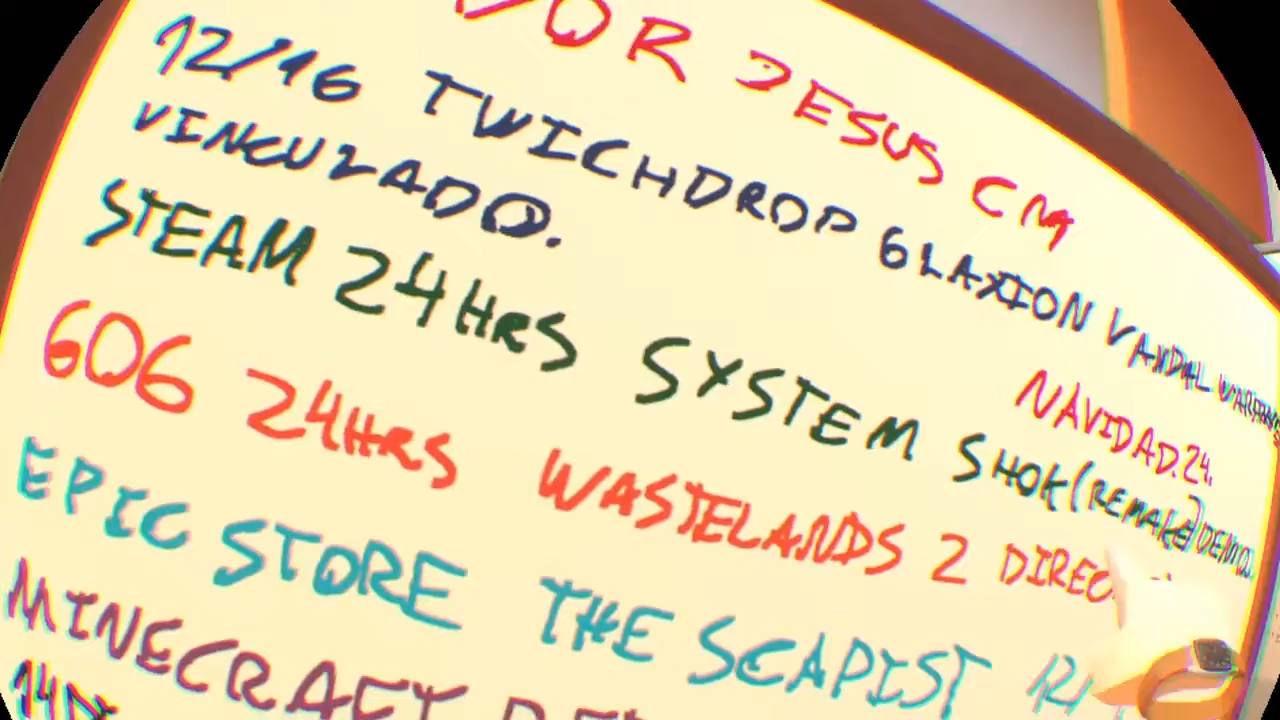 OR JESUS CM
12/16 TWICHDROP GLAXION VANDAL
VINCULADO.
NAVIDAD.24.
STEAM 24HRS SYSTEM SHOK(REMAKE)DEMO.
GOG 24HRS WASTELANDS 2 DIREC
EPIC STORE THE SCAPIST
MINECRAFT